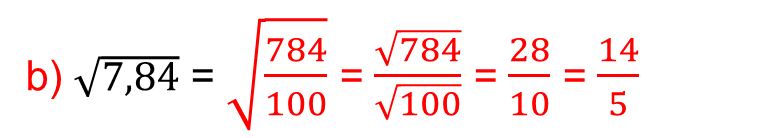 b) √7,84 = √(784/100) = √784/√100 = 28/10 = 14/5